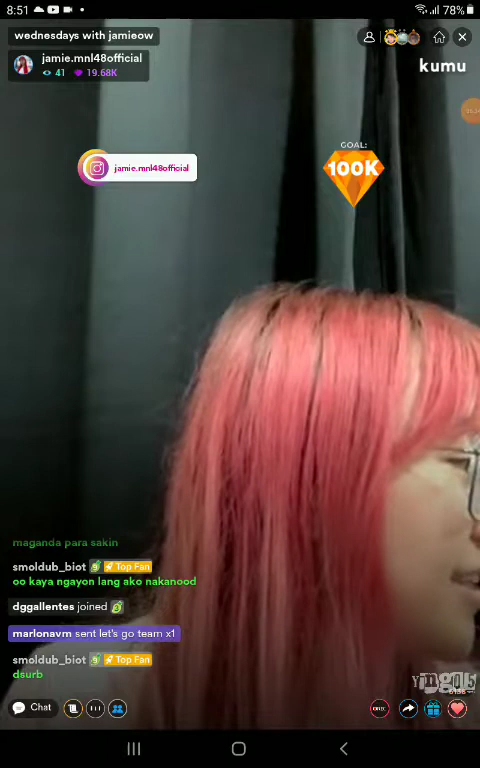 8:51
78%
wednesdays with jamieow
jamie.mnl48official
41 19.68K
kumu
GOAL:
100K
jamie.mnl48official
maganda para sakin
smoldub_biot Top Fan
oo kaya ngayon lang ako nakanood
dggallentes joined
marlonavm sent let's go team x1
smoldub_biot Top Fan
dsurb
Chat